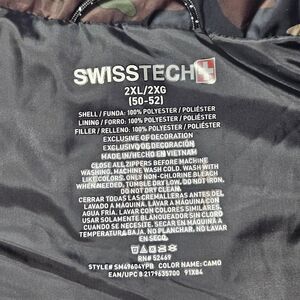 SWISSTECH
2XL/2XG
(50-52)
SHELL / FUNDA: 100% POLYESTER / POLIÉSTER
LINING / FORRO: 100% POLYESTER / POLIÉSTER
FILLER / RELLENO: 100% POLYESTER / POLIÉSTER
EXCLUSIVE OF DECORATION
EXCLUSIVO DE DECORACIÓN
MADE IN/HECHO EN VIETNAM
CLOSE ALL ZIPPERS BEFORE MACHINE
WASHING. MACHINE WASH COLD. WASH WITH
LIKE COLORS. ONLY NON-CHLORINE BLEACH
WHEN NEEDED. TUMBLE DRY LOW. DO NOT IRON.
DO NOT DRY CLEAN.
CERRAR TODAS LAS CREMALLERAS ANTES DEL
LAVADO A MÁQUINA. LAVAR A MÁQUINA CON
AGUA FRÍA. LAVAR CON COLORES SIMILARES.
USAR SOLAMENTE BLANQUEADOR SIN CLORO
CUANDO SE NECESITE. SECAR EN MÁQUINA A
TEMPERATURA BAJA. NO PLANCHAR. NO LAVAR
EN SECO.
RN# 52469
STYLE# SM49604YPB COLOR NAME: CAMO
EAN/UPC 8 2179635700 91X84